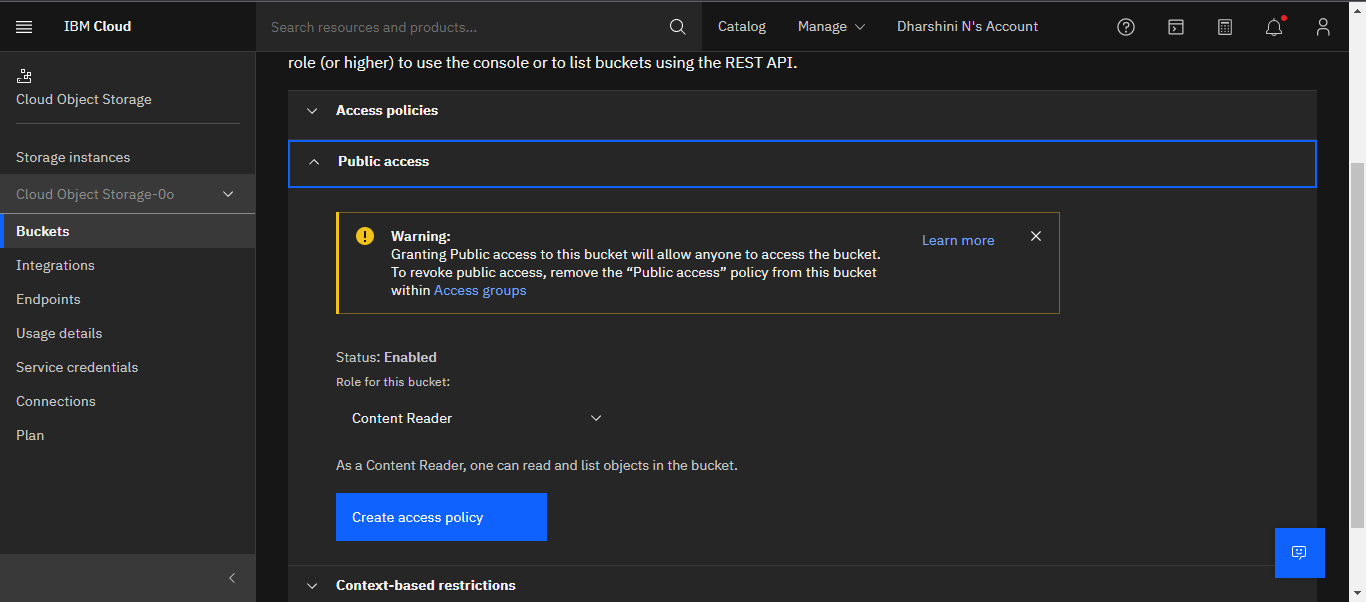 IBM Cloud
Search resources and products...
Catalog
Manage
Dharshini N's Account
Cloud Object Storage
Storage instances
Cloud Object Storage-0o
Buckets
Integrations
Endpoints
Usage details
Service credentials
Connections
Plan
role (or higher) to use the console or to list buckets using the REST API.
Access policies
Public access
Warning:
Granting Public access to this bucket will allow anyone to access the bucket.
To revoke public access, remove the “Public access” policy from this bucket
within Access groups
Learn more
Status: Enabled
Role for this bucket:
Content Reader
As a Content Reader, one can read and list objects in the bucket.
Create access policy
Context-based restrictions